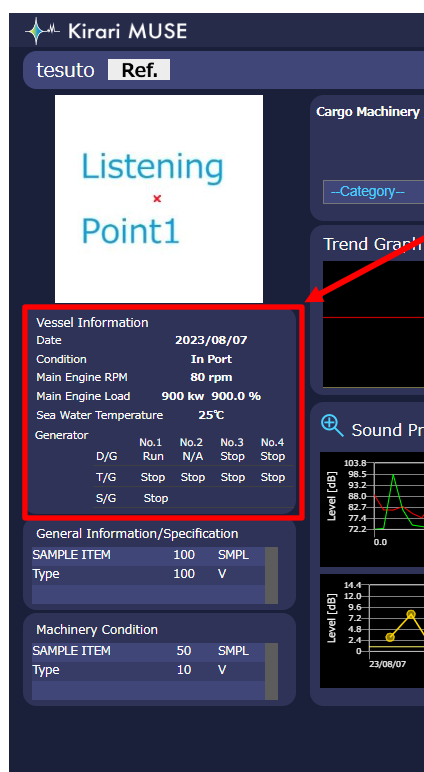 Kirari MUSE
tesuto Ref.
Listening
Point1
Cargo Machinery
--Category--
Trend Graph
Vessel Information
Date 2023/08/07
Condition In Port
Main Engine RPM 80 rpm
Main Engine Load 900 kw 900.0 %
Sea Water Temperature 25℃
Generator
No.1 No.2 No.3 No.4
D/G Run N/A Stop Stop
T/G Stop Stop Stop Stop
S/G Stop
General Information/Specification
SAMPLE ITEM 100 SMPL
Type 100 V
Machinery Condition
SAMPLE ITEM 50 SMPL
Type 10 V
Sound Pr
Level [dB]
103.8
98.5
93.2
88.0
82.7
77.4
72.2
0.0
Level [dB]
14.4
12.0
9.6
7.2
4.8
2.4
0
23/08/07